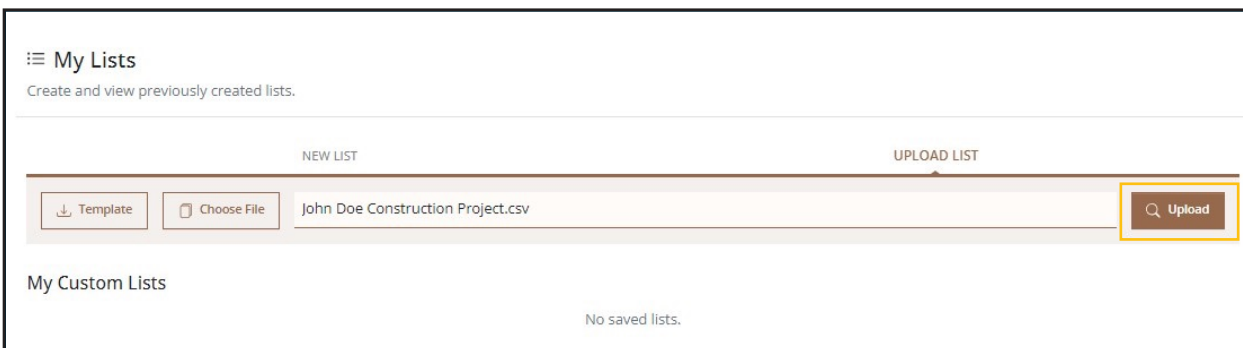 My Lists
Create and view previously created lists.
NEW LIST
UPLOAD LIST
Template
Choose File
John Doe Construction Project.csv
Upload
My Custom Lists
No saved lists.